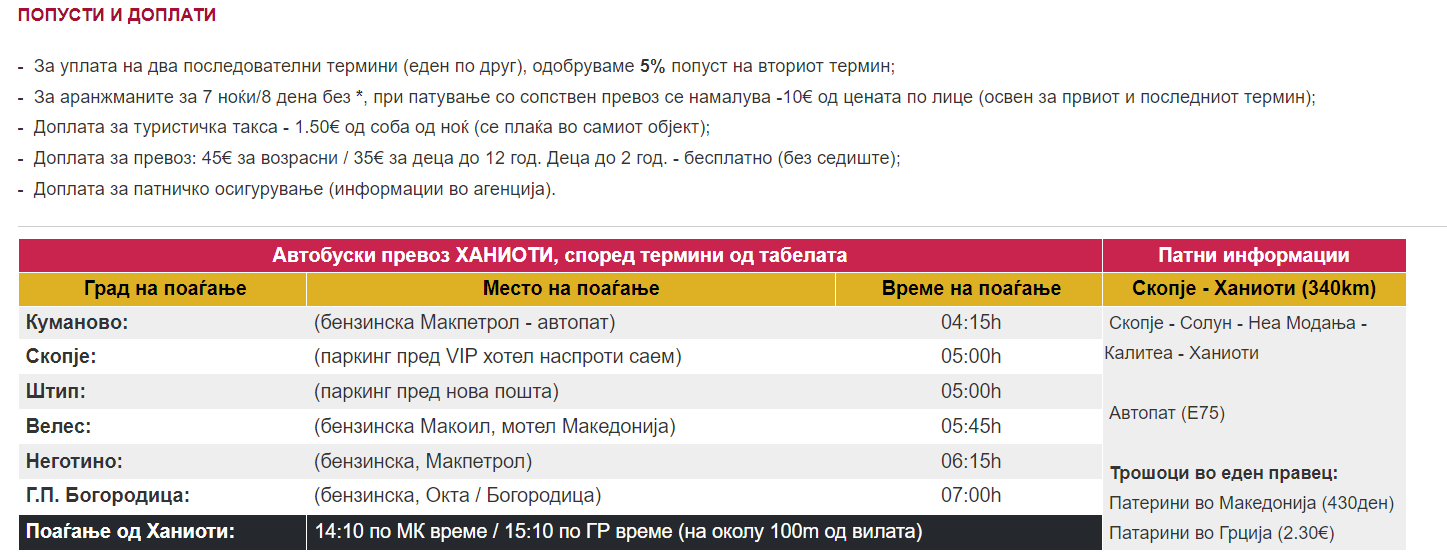 ПОПУСТИ И ДОПЛАТИ
- За уплата на два последователни термини (еден по друг), одобруваме 5% попуст на вториот термин;
- За аранжманите за 7 ноќи/8 дена без *, при патување со сопствен превоз се намалува -10€ од цената по лице (освен за првиот и последниот термин);
- Доплата за туристичка такса - 1.50€ од соба од ноќ (се плаќа во самиот објект);
- Доплата за превоз: 45€ за возрасни / 35€ за деца до 12 год. Деца до 2 год. - бесплатно (без седиште);
- Доплата за патничко осигурување (информации во агенција).
Автобуски превоз ХАНИОТИ, според термини од табелата Патни информации
Град на поаѓање Место на поаѓање Време на поаѓање Скопје - Ханиоти (340km)
Куманово: (бензинска Макпетрол - автопат) 04:15h
Скопје: (паркинг пред VIP хотел наспроти саем) 05:00h
Штип: (паркинг пред нова пошта) 05:00h
Велес: (бензинска Макоил, мотел Македонија) 05:45h
Неготино: (бензинска, Макпетрол) 06:15h
Г.П. Богородица: (бензинска, Окта / Богородица) 07:00h
Поаѓање од Ханиоти: 14:10 по МК време / 15:10 по ГР време (на околу 100m од вилата)
Скопје - Солун - Неа Модања -
Калитеа - Ханиоти
Автопат (Е75)
Трошоци во еден правец:
Патерини во Македонија (430ден)
Патарини во Грција (2.30€)